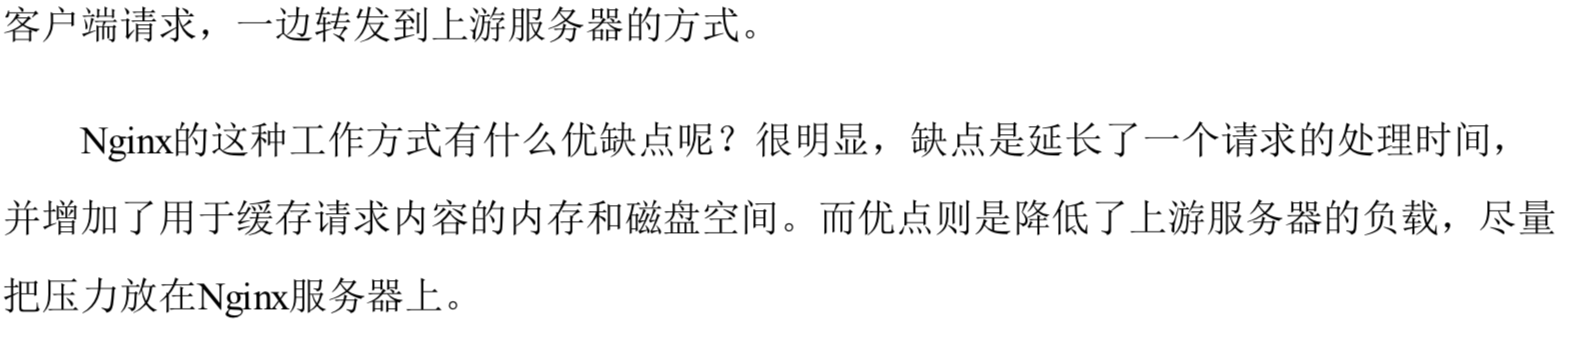 客户端请求，一边转发到上游服务器的方式。
Nginx的这种工作方式有什么优缺点呢？很明显，缺点是延长了一个请求的处理时间，
并增加了用于缓存请求内容的内存和磁盘空间。而优点则是降低了上游服务器的负载，尽量
把压力放在Nginx服务器上。